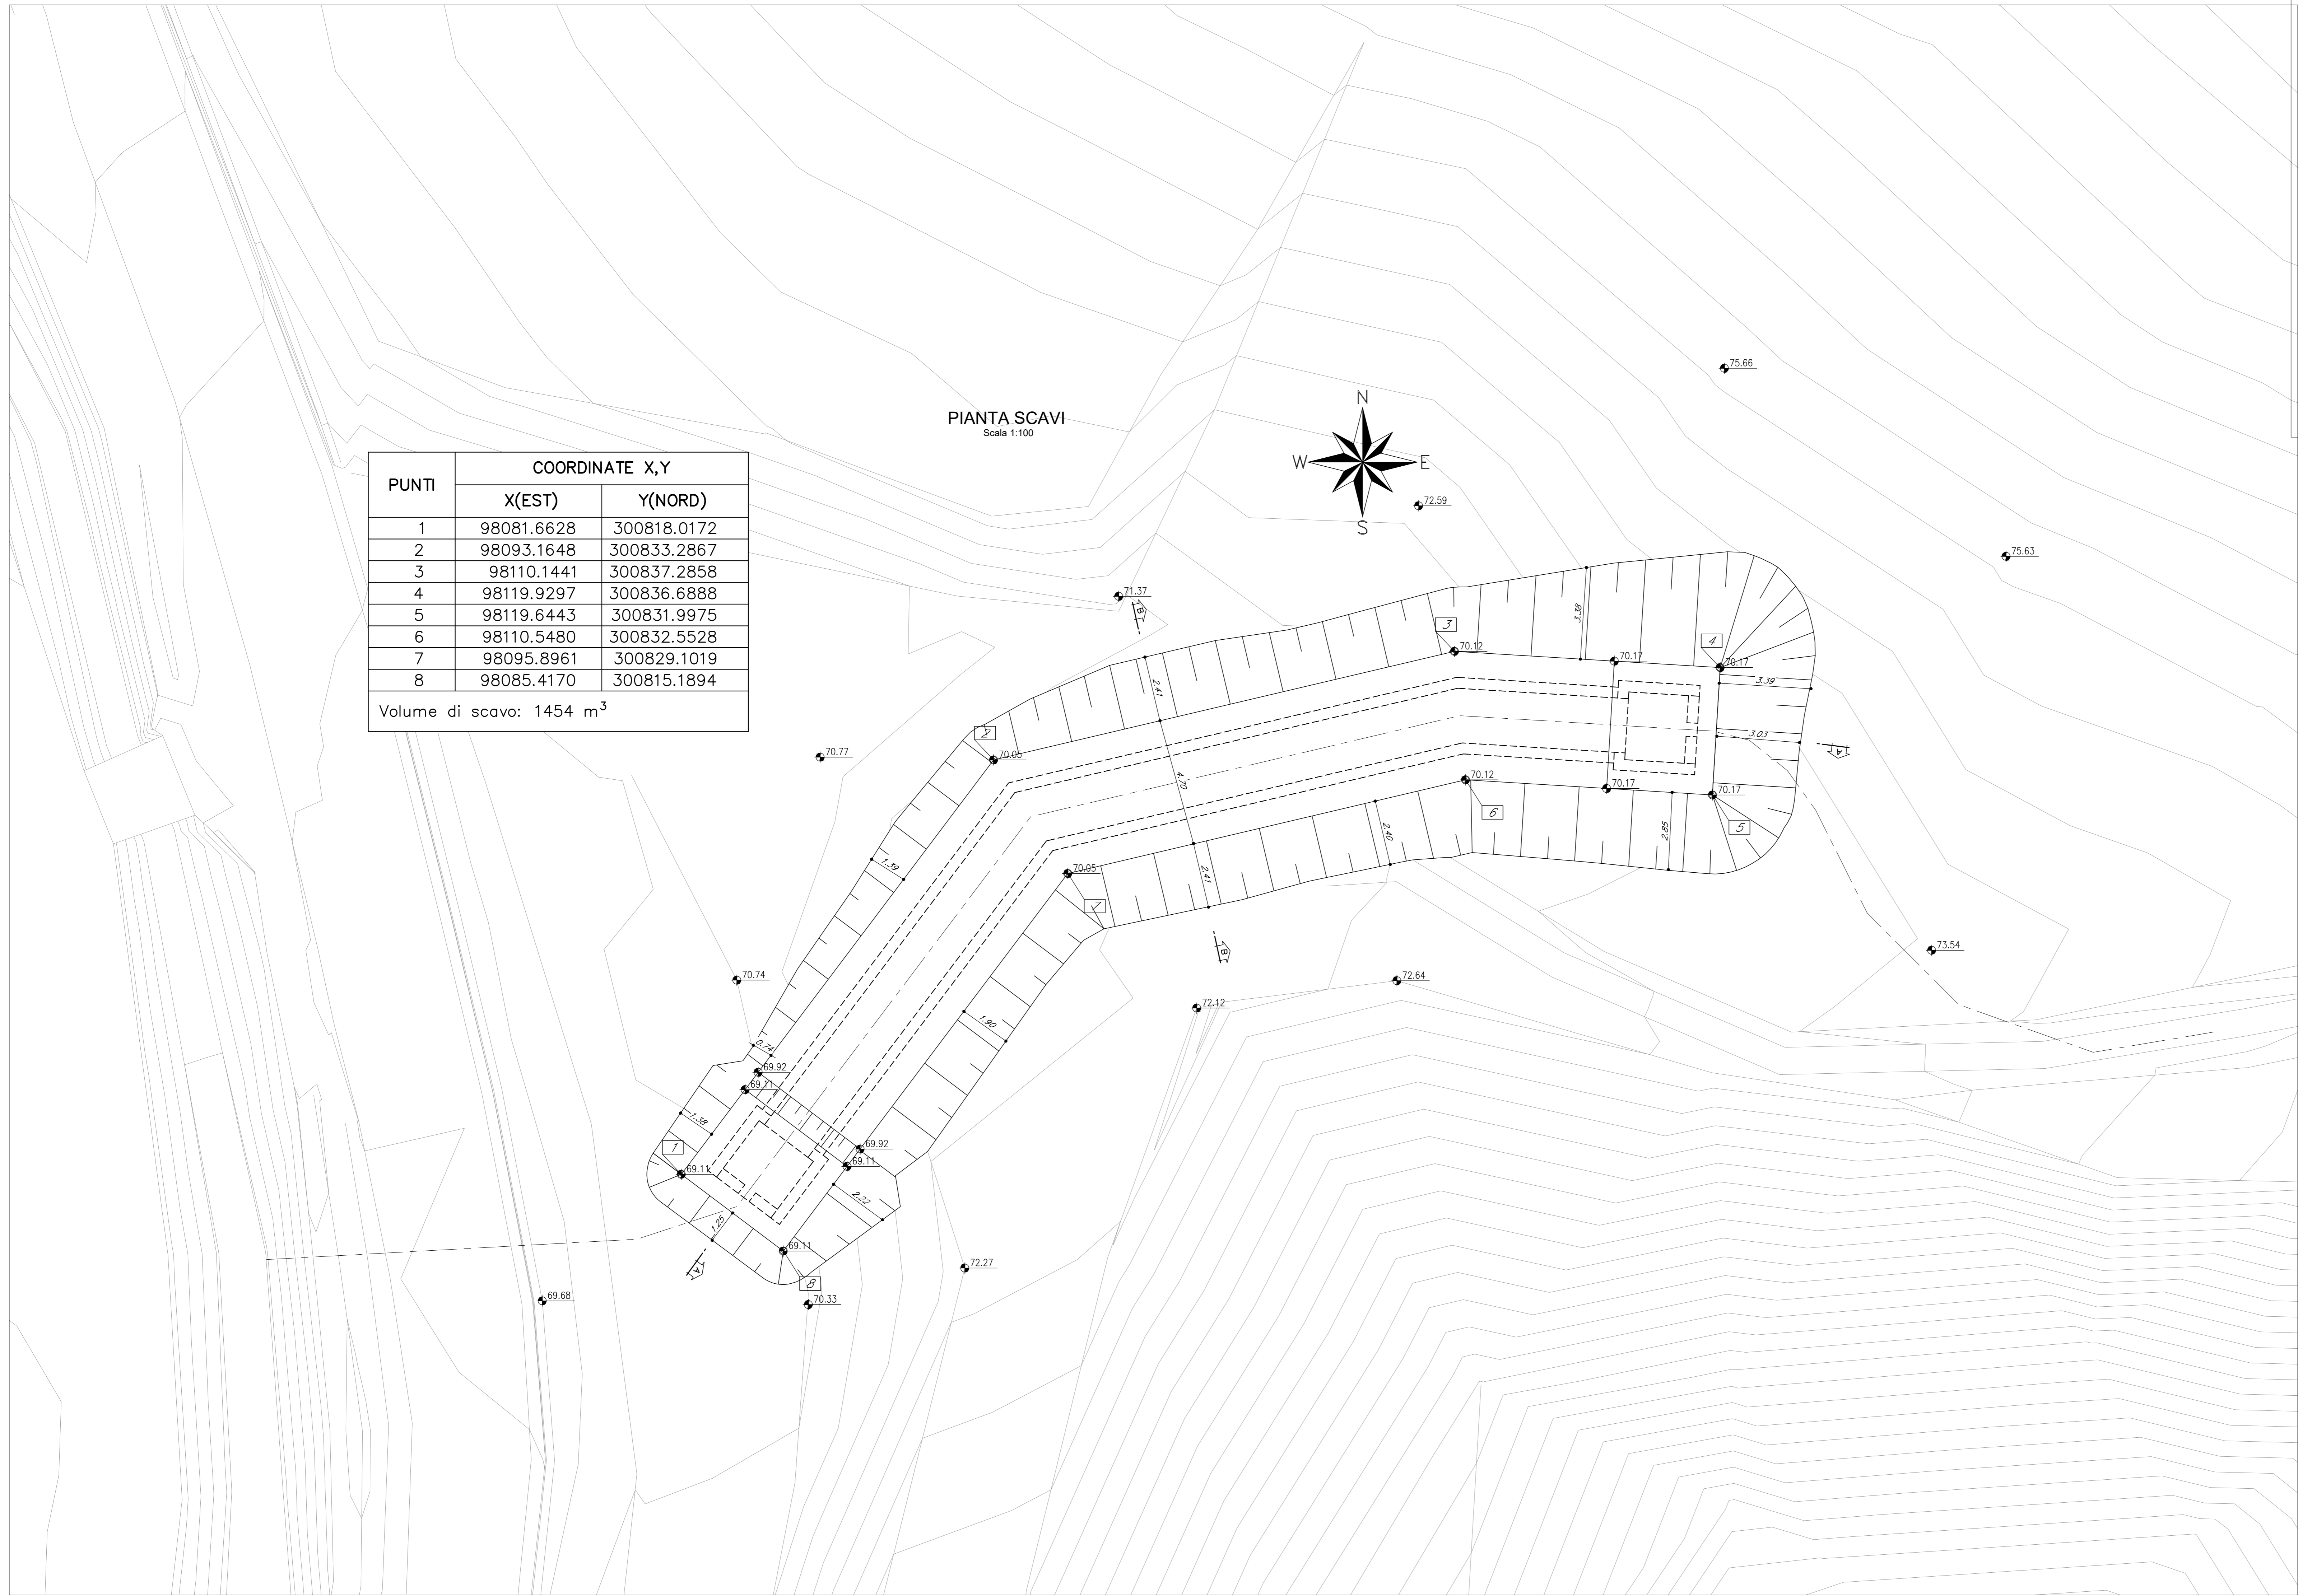 75.66
PIANTA SCAVI
Scala 1:100
N
W E
S
72.59
75.63
PUNTI COORDINATE X,Y
X(EST) Y(NORD)
1 98081.6628 300818.0172
2 98093.1648 300833.2867
3 98110.1441 300837.2858
4 98119.9297 300836.6888
5 98119.6443 300831.9975
6 98110.5480 300832.5528
7 98095.8961 300829.1019
8 98085.4170 300815.1894
Volume di scavo: 1454 m³
71.37
B
3.38
3
70.12
4
70.17
70.17
3.39
2.41
2
70.05
70.77
3.03
A
4.70
70.12
70.17
70.17
6
5
2.85
2.40
1.39
70.05
2.41
7
B
73.54
70.74
72.64
72.12
1.90
0.74
69.92
69.11
1.38
1
69.11
69.92
69.11
2.22
1.25
69.11
A
8
72.27
69.68
70.33